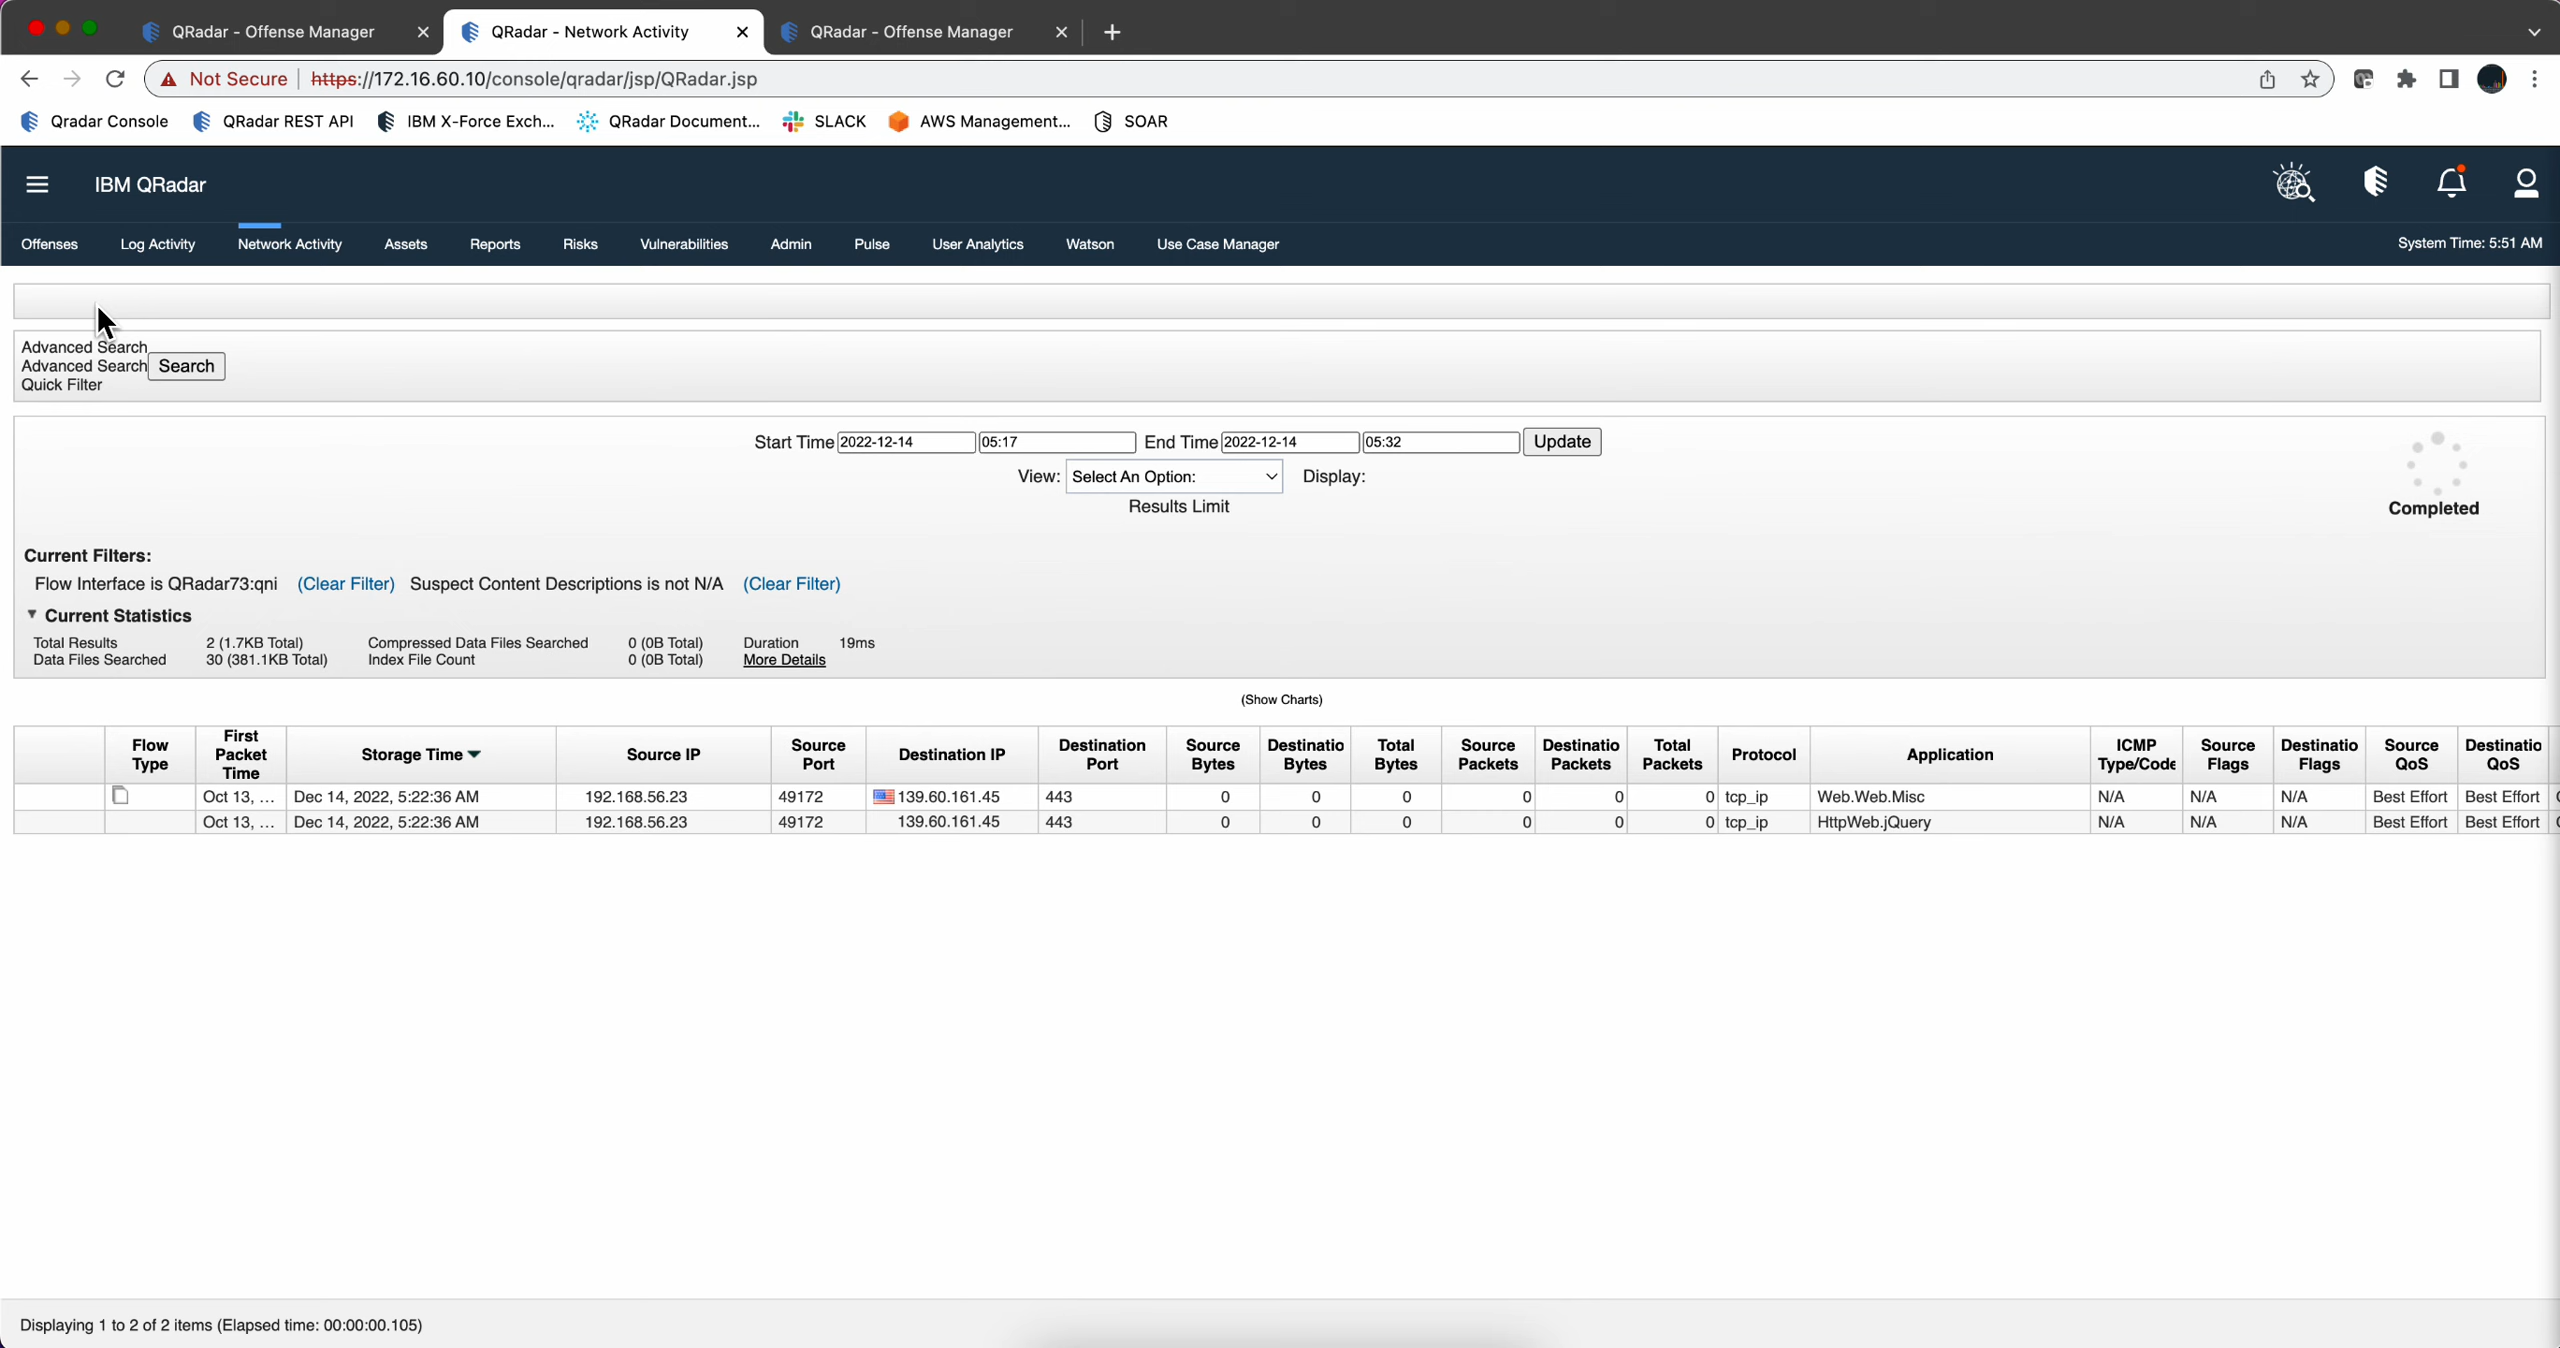 QRadar - Offense Manager
QRadar - Network Activity
QRadar - Offense Manager
Not Secure
https://172.16.60.10/console/qradar/jsp/QRadar.jsp
Qradar Console
QRadar REST API
IBM X-Force Exch...
QRadar Document...
SLACK
AWS Management...
SOAR
IBM QRadar
Offenses
Log Activity
Network Activity
Assets
Reports
Risks
Vulnerabilities
Admin
Pulse
User Analytics
Watson
Use Case Manager
System Time: 5:51 AM
Advanced Search
Advanced Search Search
Quick Filter
Start Time 2022-12-14 05:17 End Time 2022-12-14 05:32 Update
View: Select An Option: Display:
Results Limit
Completed
Current Filters:
Flow Interface is QRadar73:qni (Clear Filter) Suspect Content Descriptions is not N/A (Clear Filter)
Current Statistics
Total Results 2 (1.7KB Total) Compressed Data Files Searched 0 (0B Total) Duration 19ms
Data Files Searched 30 (381.1KB Total) Index File Count 0 (0B Total) More Details
(Show Charts)
Flow Type
First Packet Time
Storage Time
Source IP
Source Port
Destination IP
Destination Port
Source Bytes
Destinatio Bytes
Total Bytes
Source Packets
Destinatio Packets
Total Packets
Protocol
Application
ICMP Type/Code
Source Flags
Destinatio Flags
Source QoS
Destinatio QoS
Oct 13, ... Dec 14, 2022, 5:22:36 AM 192.168.56.23 49172 139.60.161.45 443 0 0 0 0 0 0 tcp_ip Web.Web.Misc N/A N/A N/A Best Effort Best Effort
Oct 13, ... Dec 14, 2022, 5:22:36 AM 192.168.56.23 49172 139.60.161.45 443 0 0 0 0 0 0 tcp_ip HttpWeb.jQuery N/A N/A N/A Best Effort Best Effort
Displaying 1 to 2 of 2 items (Elapsed time: 00:00:00.105)